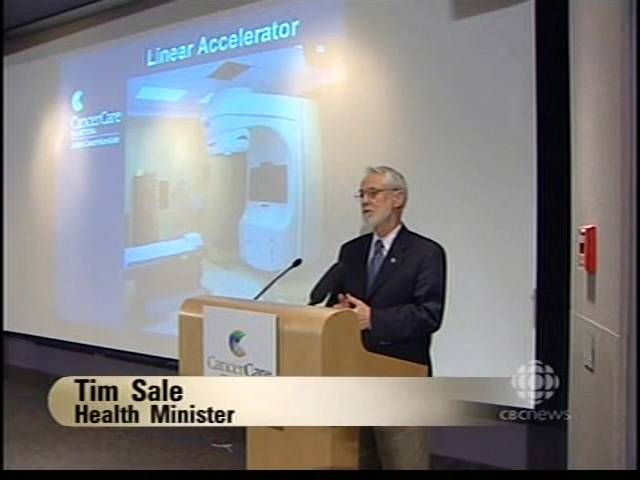 Linear Accelerator
CancerCare
CancerCare
Tim Sale
Health Minister
cbcnews